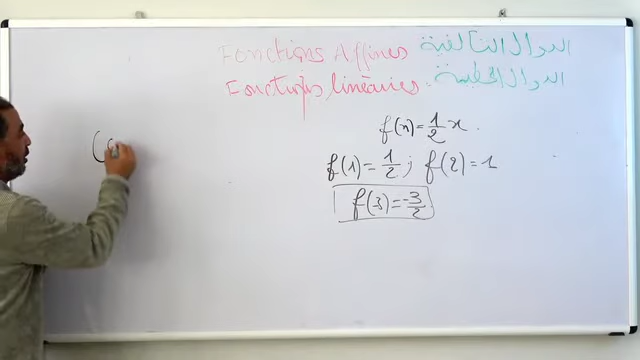 Fonctions Affines الدوال التآلفية
Fonctions linéaires. الدوال الخطية
f(x)=1/2 x.
f(1)=1/2 ; f(2)=1
f(3)=-3/2
(